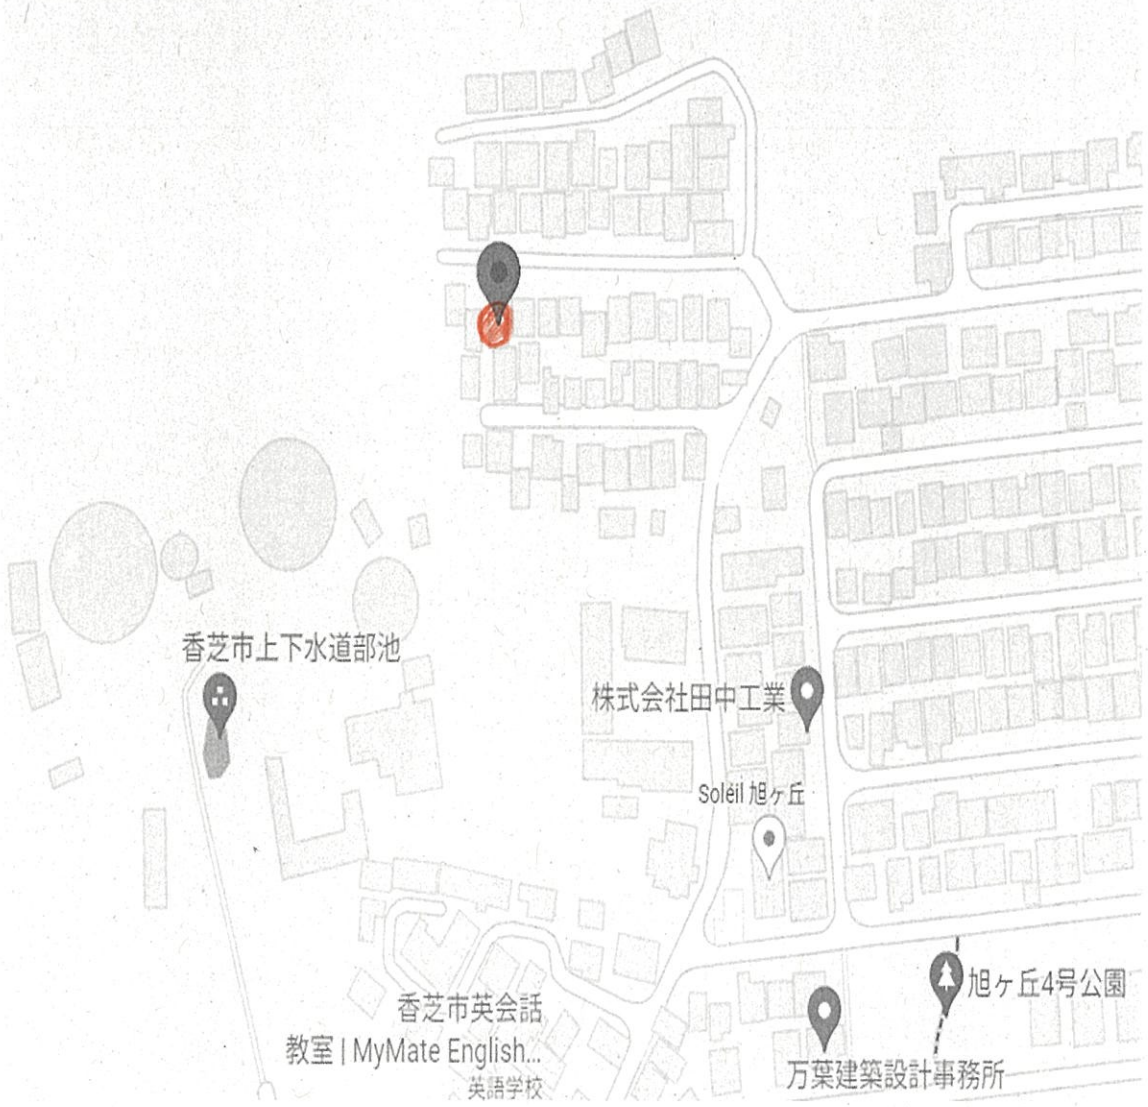 香芝市上下水道部池
株式会社田中工業
Soleil 旭ヶ丘
旭ヶ丘4号公園
香芝市英会話
教室 | MyMate English...
英語学校
万葉建築設計事務所